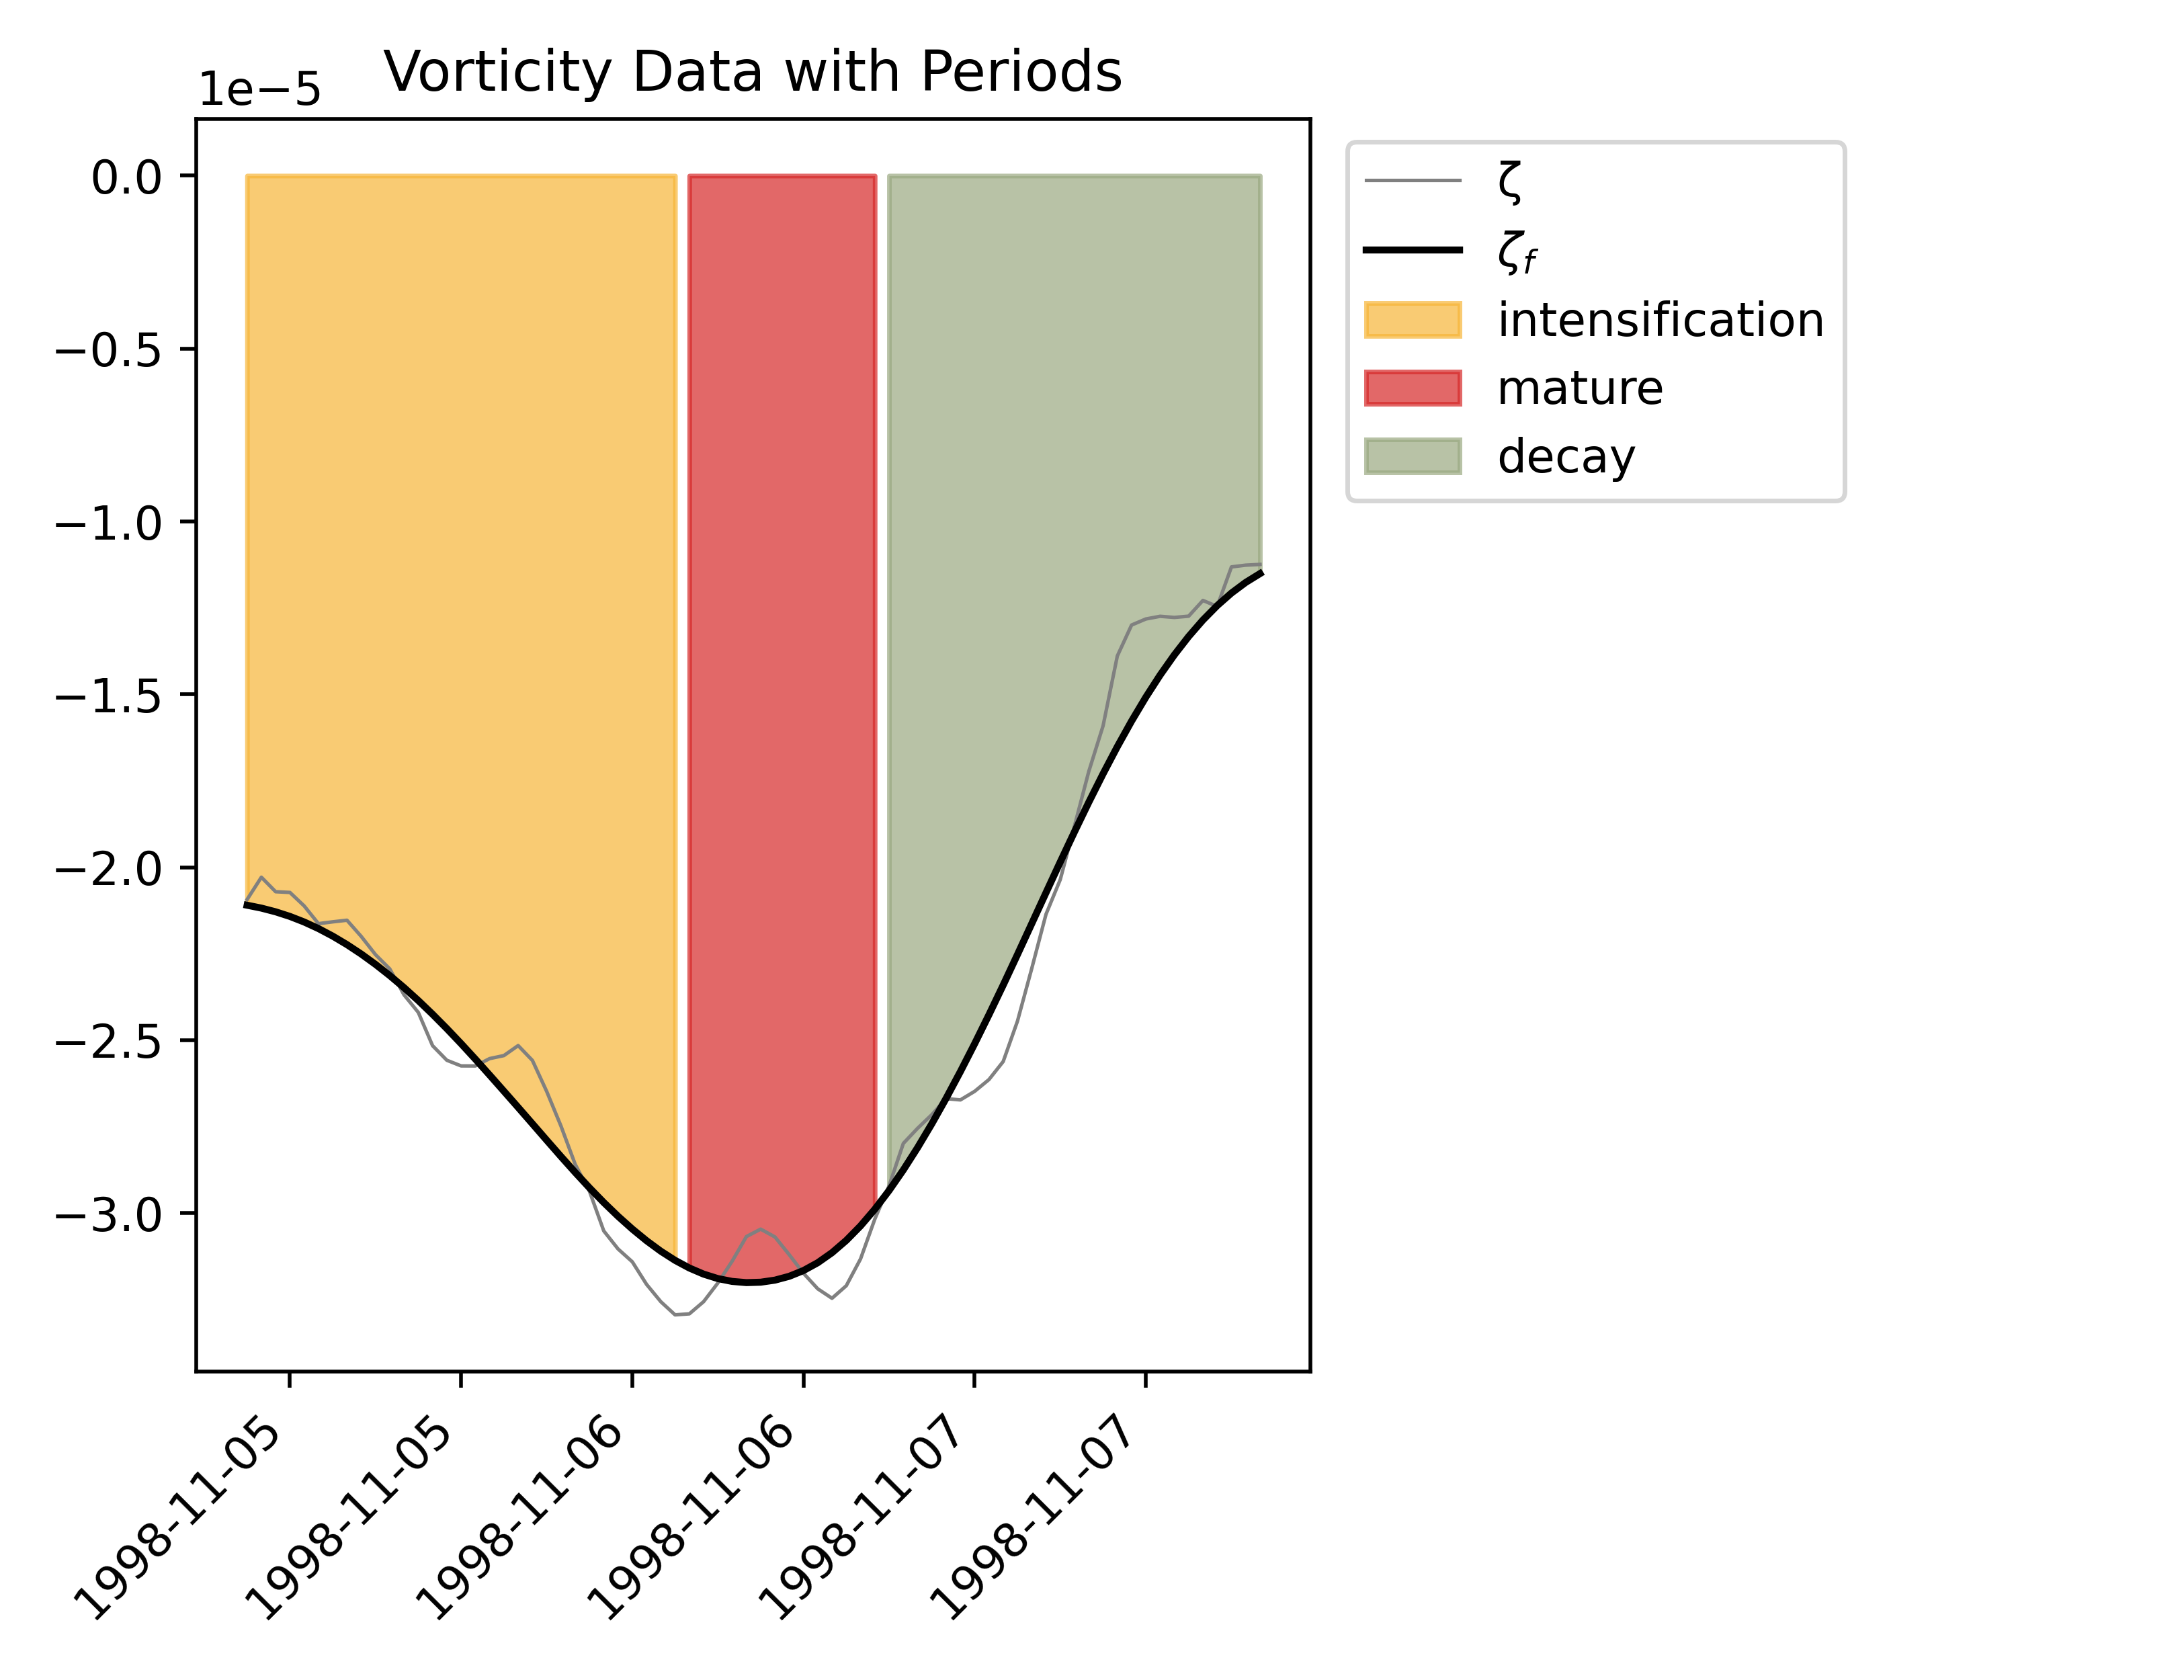 Vorticity Data with Periods
1e−5
0.0
−0.5
−1.0
−1.5
−2.0
−2.5
−3.0
1998-11-05
1998-11-05
1998-11-06
1998-11-06
1998-11-07
1998-11-07
ζ
ζf
intensification
mature
decay